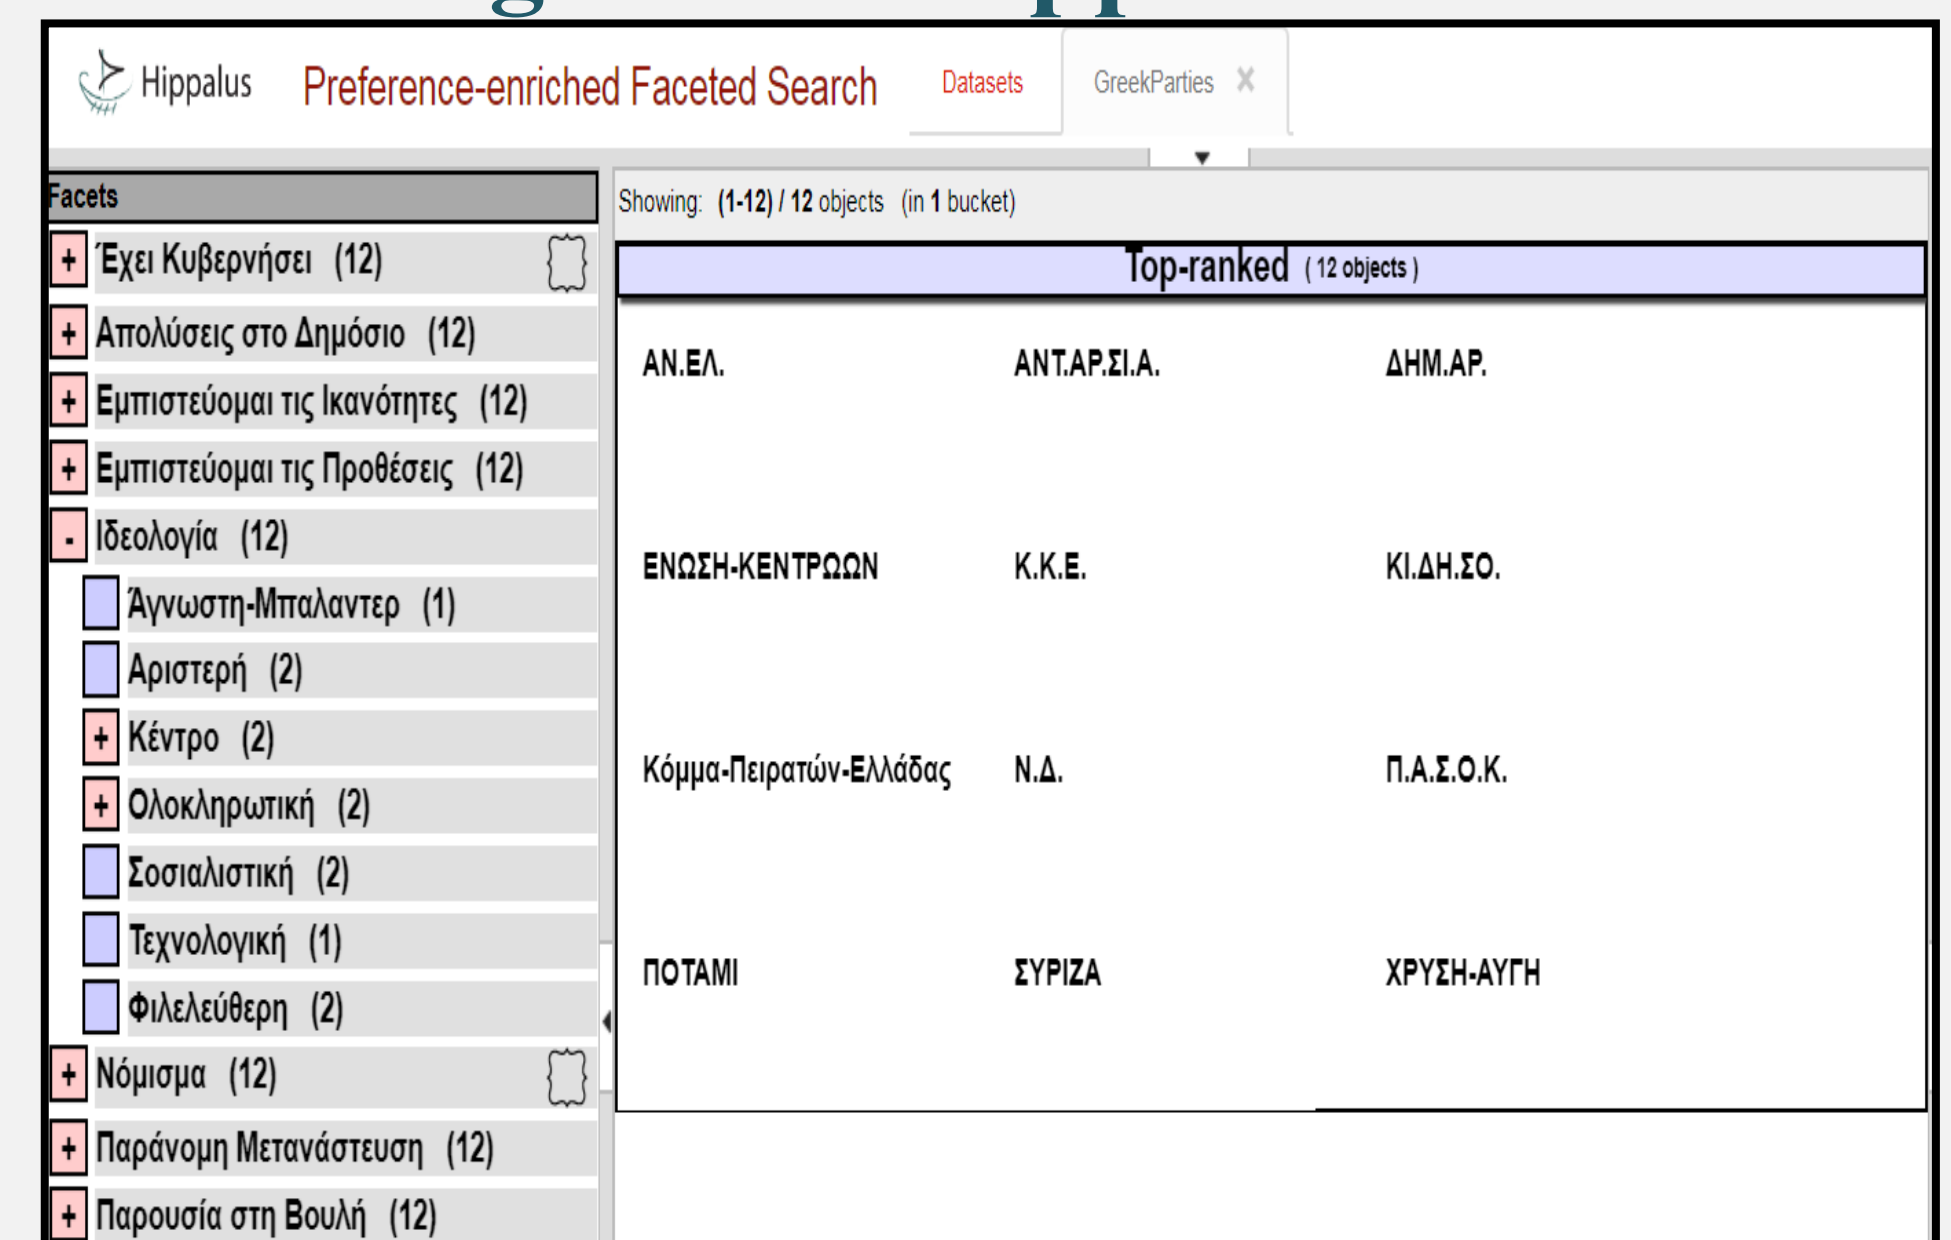 Hippalus Preference-enriched Faceted Search Datasets GreekParties
Facets
+ Έχει Κυβερνήσει (12)
+ Απολύσεις στο Δημόσιο (12)
+ Εμπιστεύομαι τις Ικανότητες (12)
+ Εμπιστεύομαι τις Προθέσεις (12)
- Ιδεολογία (12)
Άγνωστη-Μπαλαντερ (1)
Αριστερή (2)
+ Κέντρο (2)
+ Ολοκληρωτική (2)
Σοσιαλιστική (2)
Τεχνολογική (1)
Φιλελεύθερη (2)
+ Νόμισμα (12)
+ Παράνομη Μετανάστευση (12)
+ Παρουσία στη Βουλή (12)
Showing: (1-12) / 12 objects (in 1 bucket)
Top-ranked ( 12 objects )
ΑΝ.ΕΛ. ΑΝΤ.ΑΡ.ΣΙ.Α. ΔΗΜ.ΑΡ.
ΕΝΩΣΗ-ΚΕΝΤΡΩΩΝ Κ.Κ.Ε. ΚΙ.ΔΗ.ΣΟ.
Κόμμα-Πειρατών-Ελλάδας Ν.Δ. Π.Α.Σ.Ο.Κ.
ΠΟΤΑΜΙ ΣΥΡΙΖΑ ΧΡΥΣΗ-ΑΥΓΗ